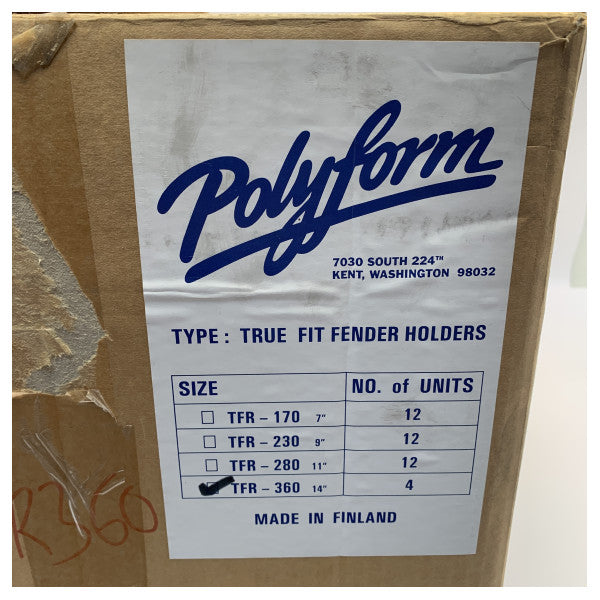 Polyform
7030 SOUTH 224TH
KENT, WASHINGTON 98032
TYPE: TRUE FIT FENDER HOLDERS
SIZE NO. of UNITS
TFR – 170 7" 12
TFR – 230 9" 12
TFR – 280 11" 12
TFR – 360 14" 4
MADE IN FINLAND
R360